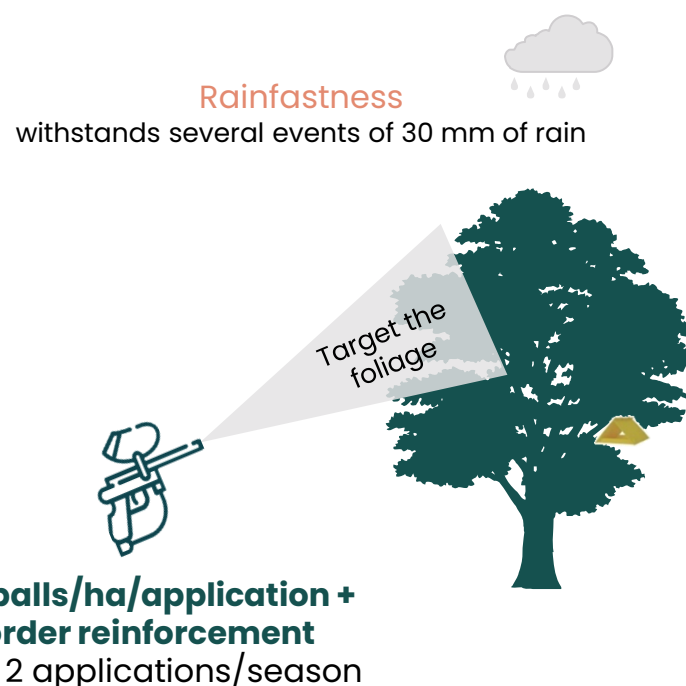 Rainfastness
withstands several events of 30 mm of rain
Target the
foliage
balls/ha/application +
order reinforcement
2 applications/season